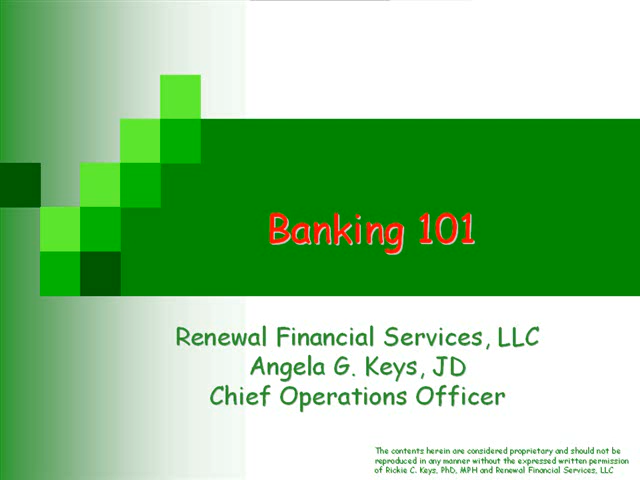 Banking 101
Renewal Financial Services, LLC
Angela G. Keys, JD
Chief Operations Officer
The contents herein are considered proprietary and should not be
reproduced in any manner without the expressed written permission
of Rickie C. Keys, PhD, MPH and Renewal Financial Services, LLC